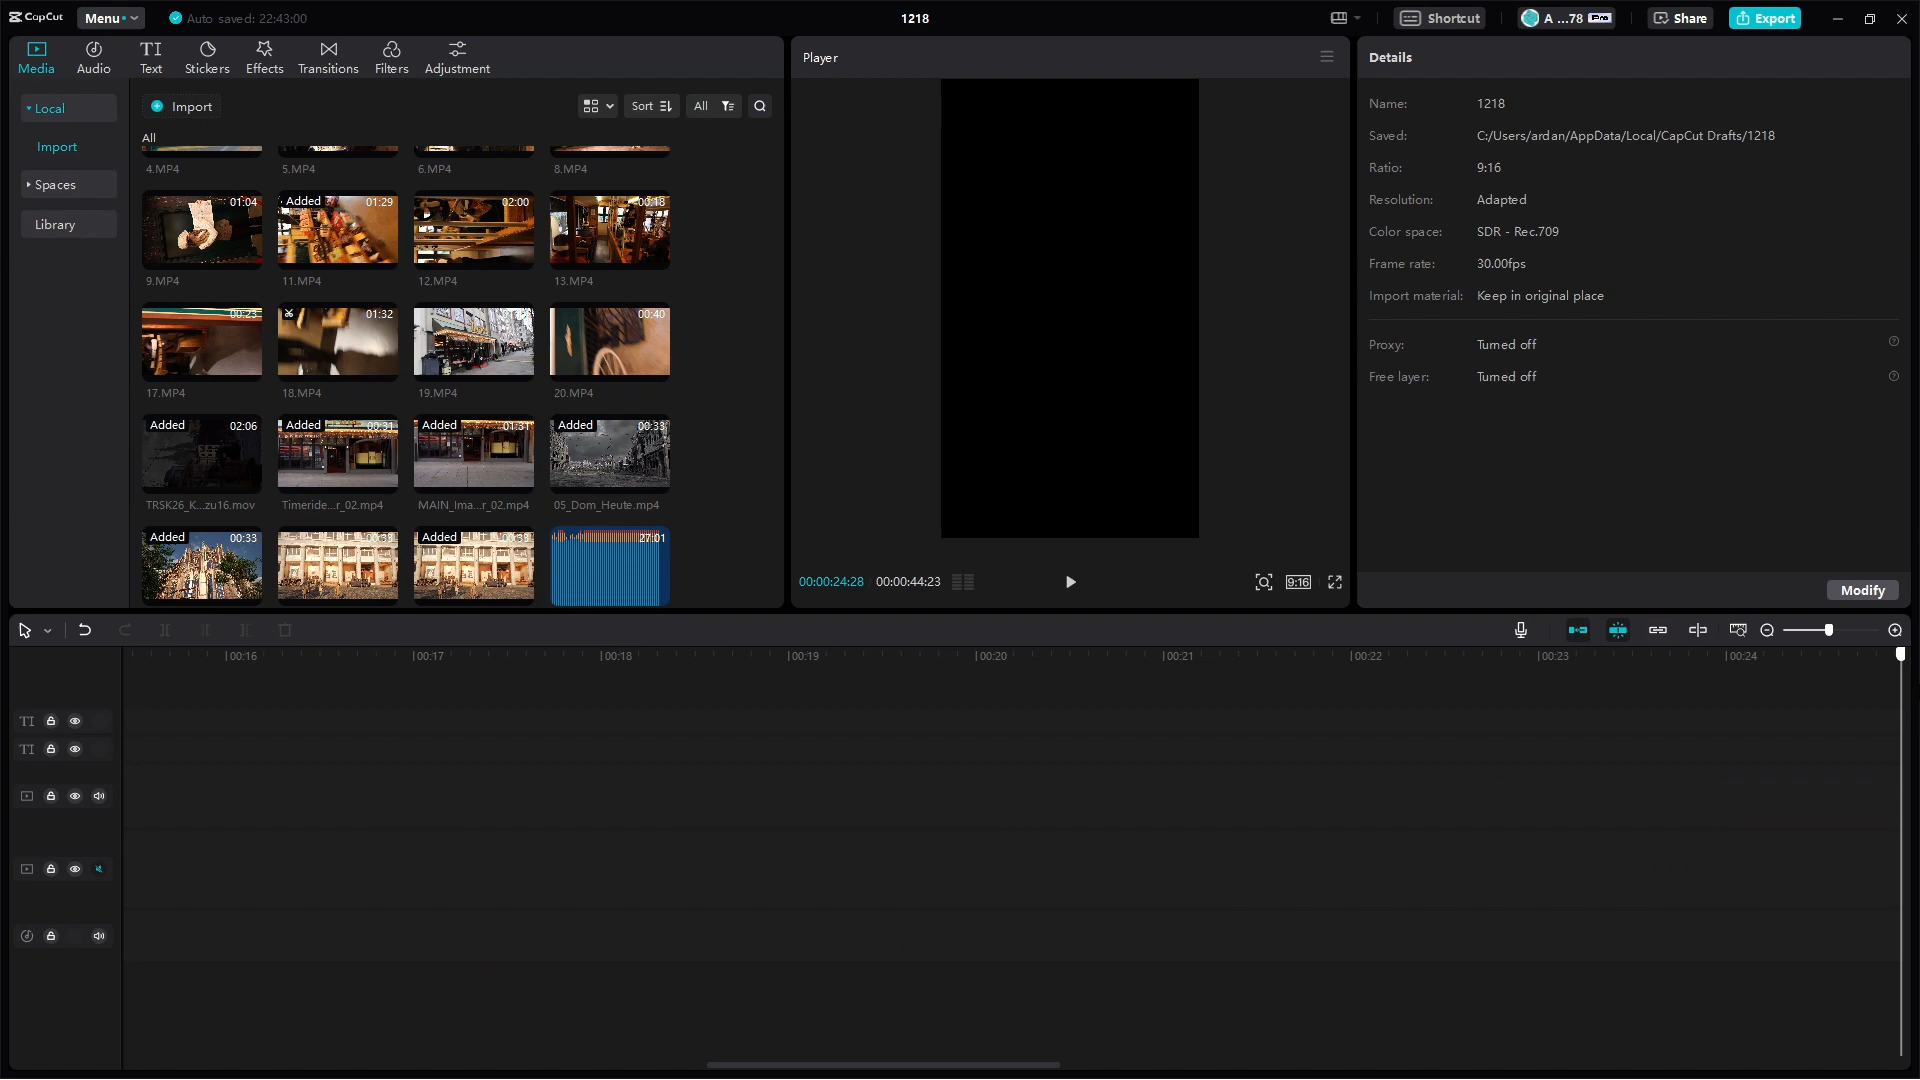 CapCut
Menu
Auto saved: 22:43:00
1218
Shortcut
A ...78
Pro
Share
Export
Media
Audio
TI
Text
Stickers
Effects
Transitions
Filters
Adjustment
Player
Details
Local
Import
Spaces
Library
Import
Sort
All
All
4.MP4
5.MP4
6.MP4
8.MP4
01:04
Added
01:29
02:00
00:18
9.MP4
11.MP4
12.MP4
13.MP4
00:23
01:32
00:40
17.MP4
18.MP4
19.MP4
20.MP4
Added
02:06
Added
00:31
Added
01:31
Added
00:33
TRSK26_K...zu16.mov
Timeride...r_02.mp4
MAIN_Ima...r_02.mp4
05_Dom_Heute.mp4
Added
00:33
00:33
Added
00:33
27:01
00:00:24:28
00:00:44:23
9:16
Name:
1218
Saved:
C:/Users/ardan/AppData/Local/CapCut Drafts/1218
Ratio:
9:16
Resolution:
Adapted
Color space:
SDR - Rec.709
Frame rate:
30.00fps
Import material:
Keep in original place
Proxy:
Turned off
Free layer:
Turned off
Modify
00:16
00:17
00:18
00:19
00:20
00:21
00:22
00:23
00:24
TI
TI